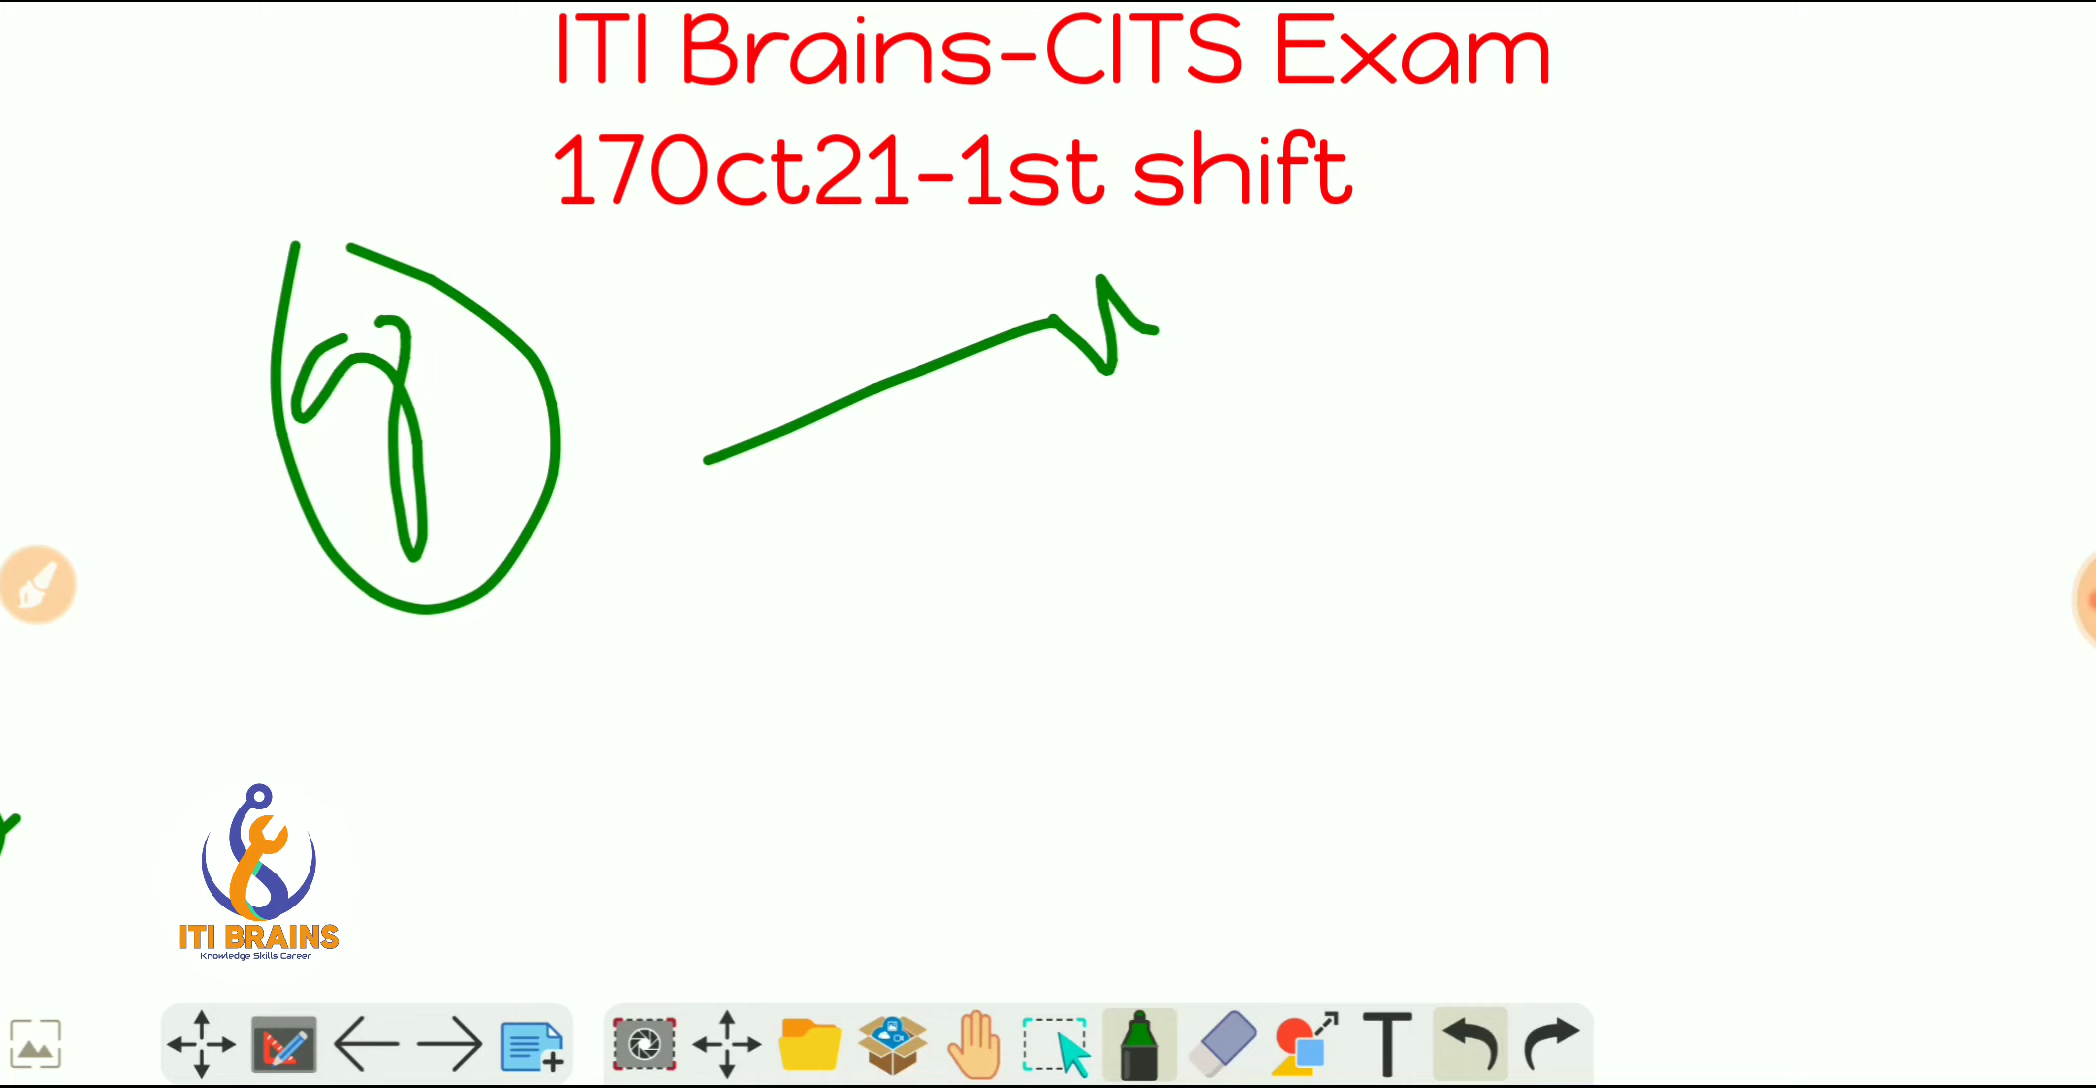 ITI Brains-CITS Exam
17Oct21-1st shift
ITI BRAINS
Knowledge Skills Career